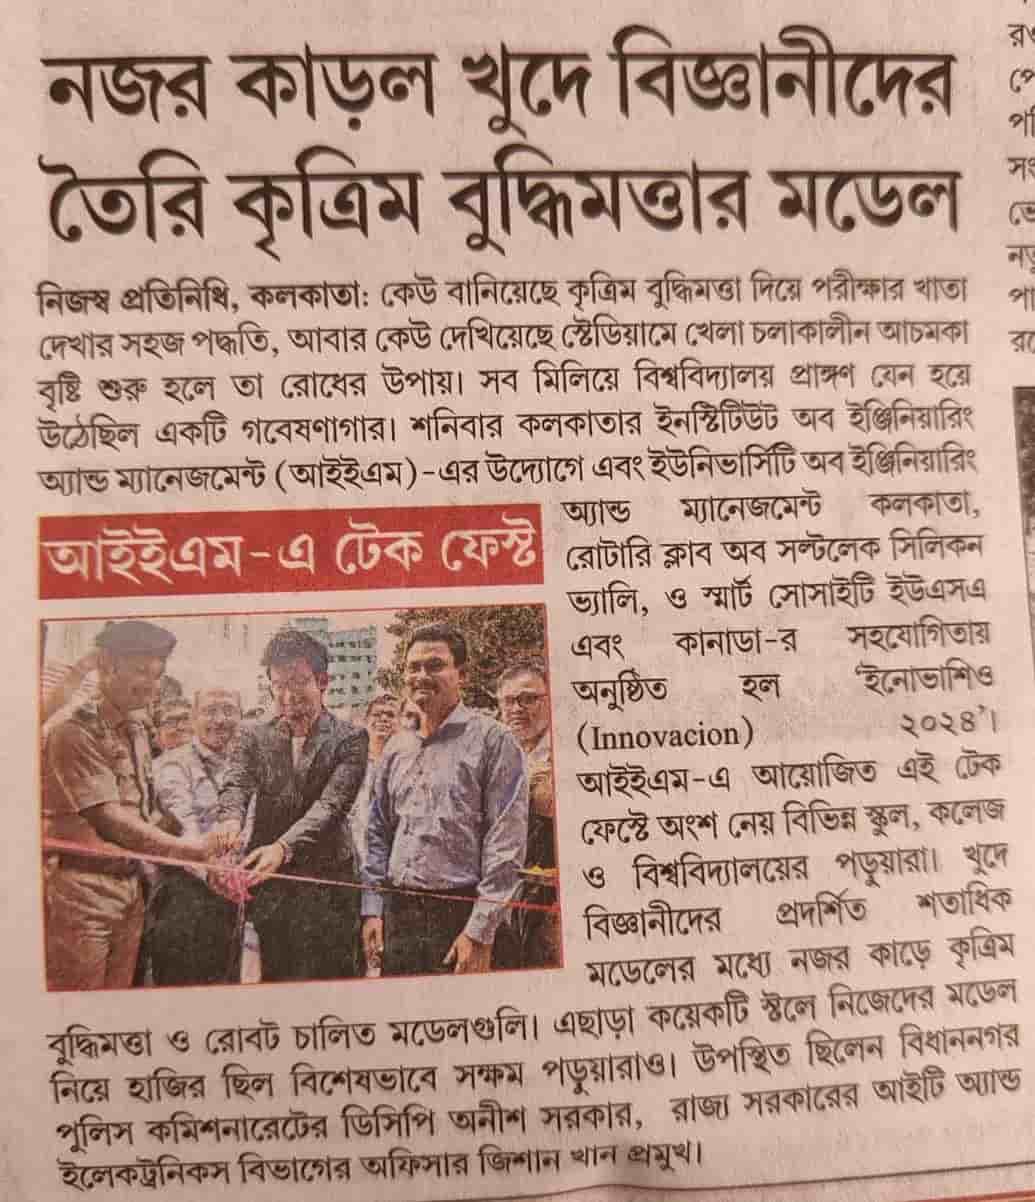 নজর কাড়ল খুদে বিজ্ঞানীদের
তৈরি কৃত্রিম বুদ্ধিমত্তার মডেল
নিজস্ব প্রতিনিধি, কলকাতা: কেউ বানিয়েছে কৃত্রিম বুদ্ধিমত্তা দিয়ে পরীক্ষার খাতা
দেখার সহজ পদ্ধতি, আবার কেউ দেখিয়েছে স্টেডিয়ামে খেলা চলাকালীন আচমকা
বৃষ্টি শুরু হলে তা রোধের উপায়। সব মিলিয়ে বিশ্ববিদ্যালয় প্রাঙ্গণ যেন হয়ে
উঠেছিল একটি গবেষণাগার। শনিবার কলকাতার ইনস্টিটিউট অব ইঞ্জিনিয়ারিং
অ্যান্ড ম্যানেজমেন্ট (আইইএম)-এর উদ্যোগে এবং ইউনিভার্সিটি অব ইঞ্জিনিয়ারিং
আইইএম-এ টেক ফেস্ট
অ্যান্ড ম্যানেজমেন্ট কলকাতা,
রোটারি ক্লাব অব সল্টলেক সিলিকন
ভ্যালি, ও স্মার্ট সোসাইটি ইউএসএ
এবং কানাডা-র সহযোগিতায়
অনুষ্ঠিত হল ‘ইনোভাশিও
(Innovacion) ২০২৪’।
আইইএম-এ আয়োজিত এই টেক
ফেস্টে অংশ নেয় বিভিন্ন স্কুল, কলেজ
ও বিশ্ববিদ্যালয়ের পড়ুয়ারা। খুদে
বিজ্ঞানীদের প্রদর্শিত শতাধিক
মডেলের মধ্যে নজর কাড়ে কৃত্রিম
বুদ্ধিমত্তা ও রোবট চালিত মডেলগুলি। এছাড়া কয়েকটি স্টলে নিজেদের মডেল
নিয়ে হাজির ছিল বিশেষভাবে সক্ষম পড়ুয়ারাও। উপস্থিত ছিলেন বিধাননগর
পুলিস কমিশনারেটের ডিসিপি অনীশ সরকার, রাজ্য সরকারের আইটি অ্যান্ড
ইলেকট্রনিকস বিভাগের অফিসার জিশান খান প্রমুখ।